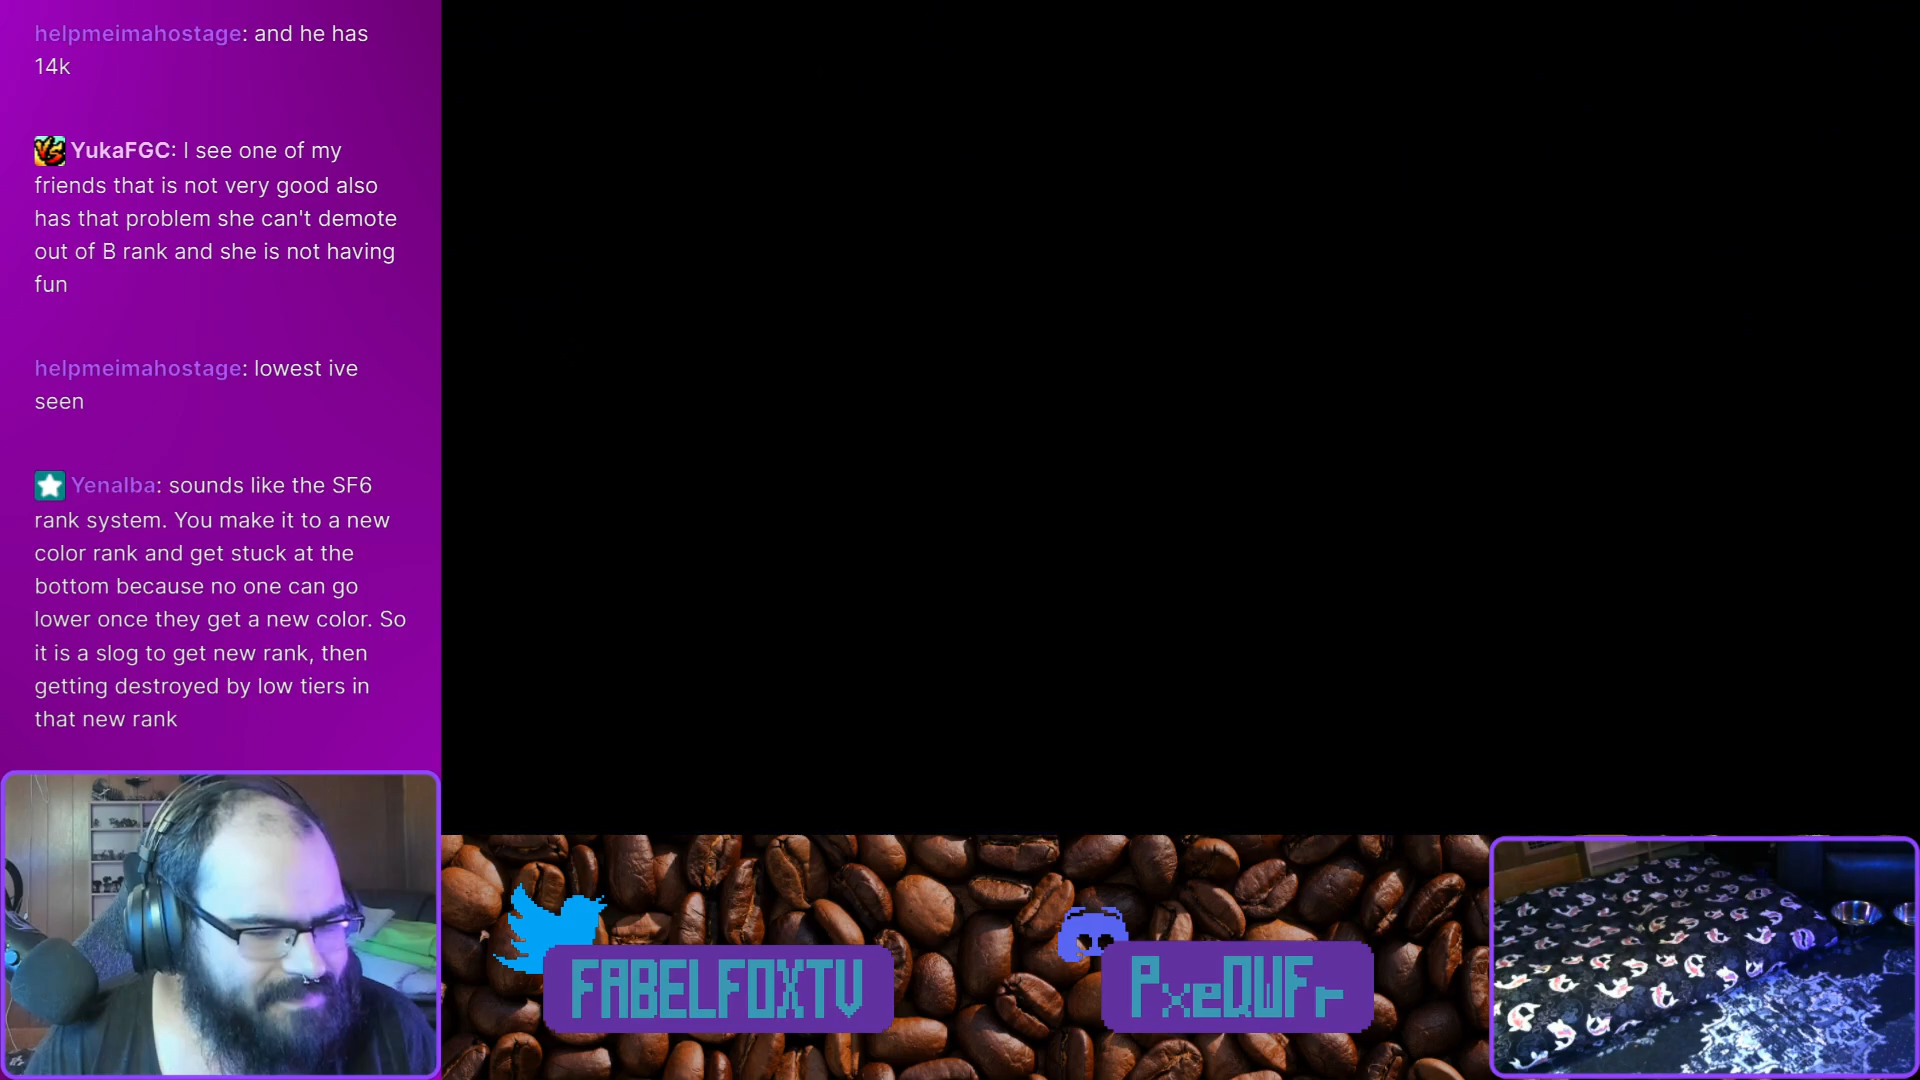 helpmeimahostage: and he has
14k
YukaFGC: I see one of my
friends that is not very good also
has that problem she can't demote
out of B rank and she is not having
fun
helpmeimahostage: lowest ive
seen
Yenalba: sounds like the SF6
rank system. You make it to a new
color rank and get stuck at the
bottom because no one can go
lower once they get a new color. So
it is a slog to get new rank, then
getting destroyed by low tiers in
that new rank
FABELFOXTV
PxeQWFr